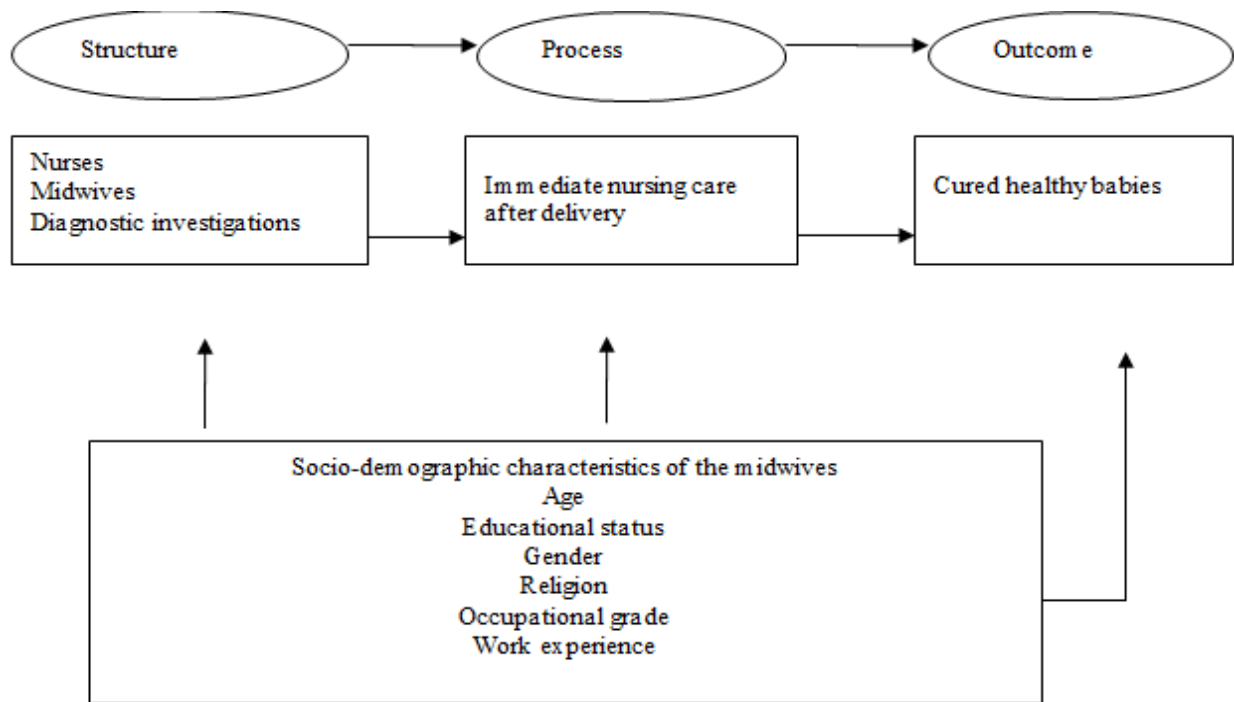 Structure
Process
Outcome
Nurses
Midwives
Diagnostic investigations
Immediate nursing care
after delivery
Cured healthy babies
Socio-demographic characteristics of the midwives
Age
Educational status
Gender
Religion
Occupational grade
Work experience